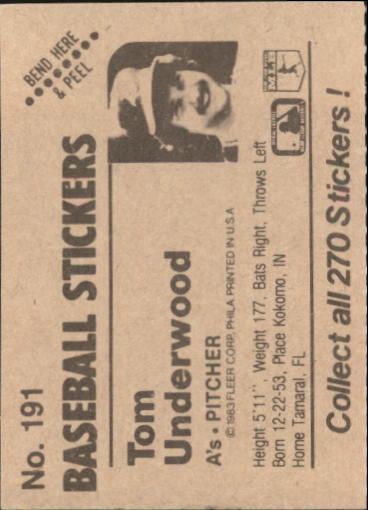 No. 191
BEND HERE
& PEEL
BASEBALL STICKERS
Tom
Underwood
A's • PITCHER
© 1983 FLEER CORP. PHILA PRINTED IN U.S.A
Height 5'11", Weight 177, Bats Right, Throws Left
Born 12-22-53, Place Kokomo, IN
Home Tamaral, FL
Collect all 270 Stickers !